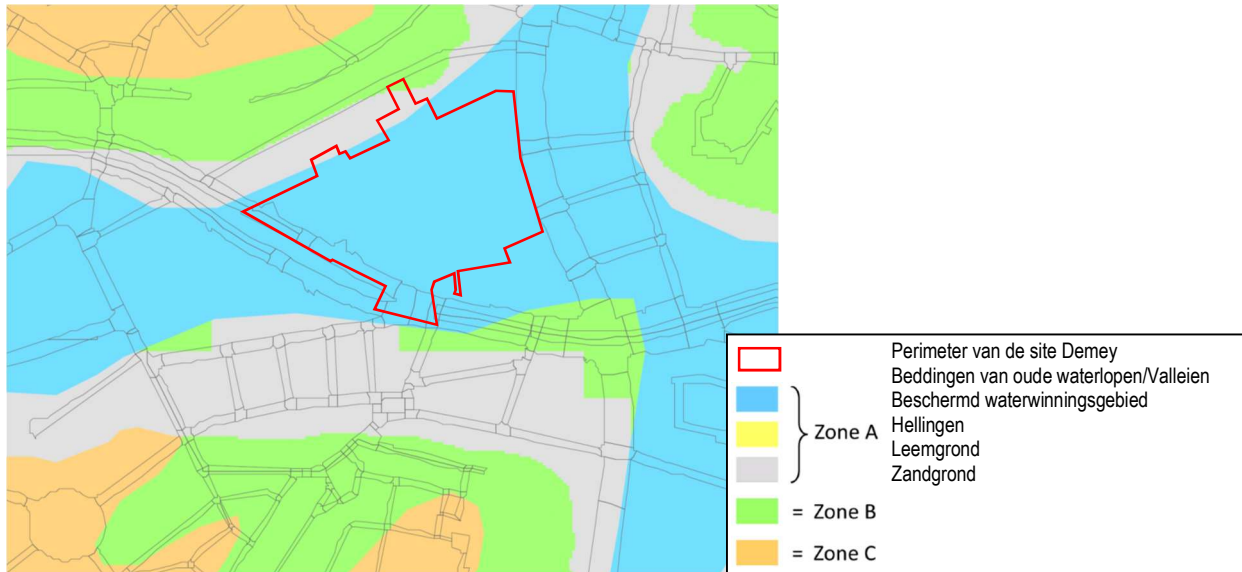 Perimeter van de site Demey
Beddingen van oude waterlopen/Valleien
Beschermd waterwinningsgebied
Zone A
Hellingen
Leemgrond
Zandgrond
= Zone B
= Zone C